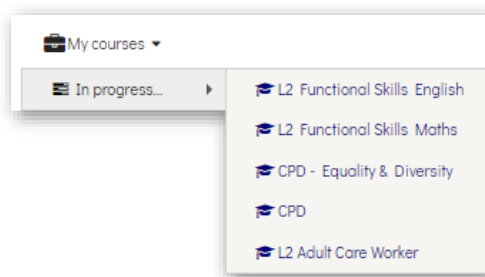 My courses
In progress...
L2 Functional Skills English
L2 Functional Skills Maths
CPD - Equality & Diversity
CPD
L2 Adult Care Worker